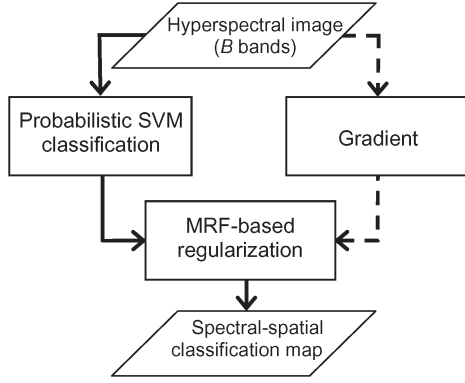 Hyperspectral image
(B bands)
Probabilistic SVM
classification
Gradient
MRF-based
regularization
Spectral-spatial
classification map